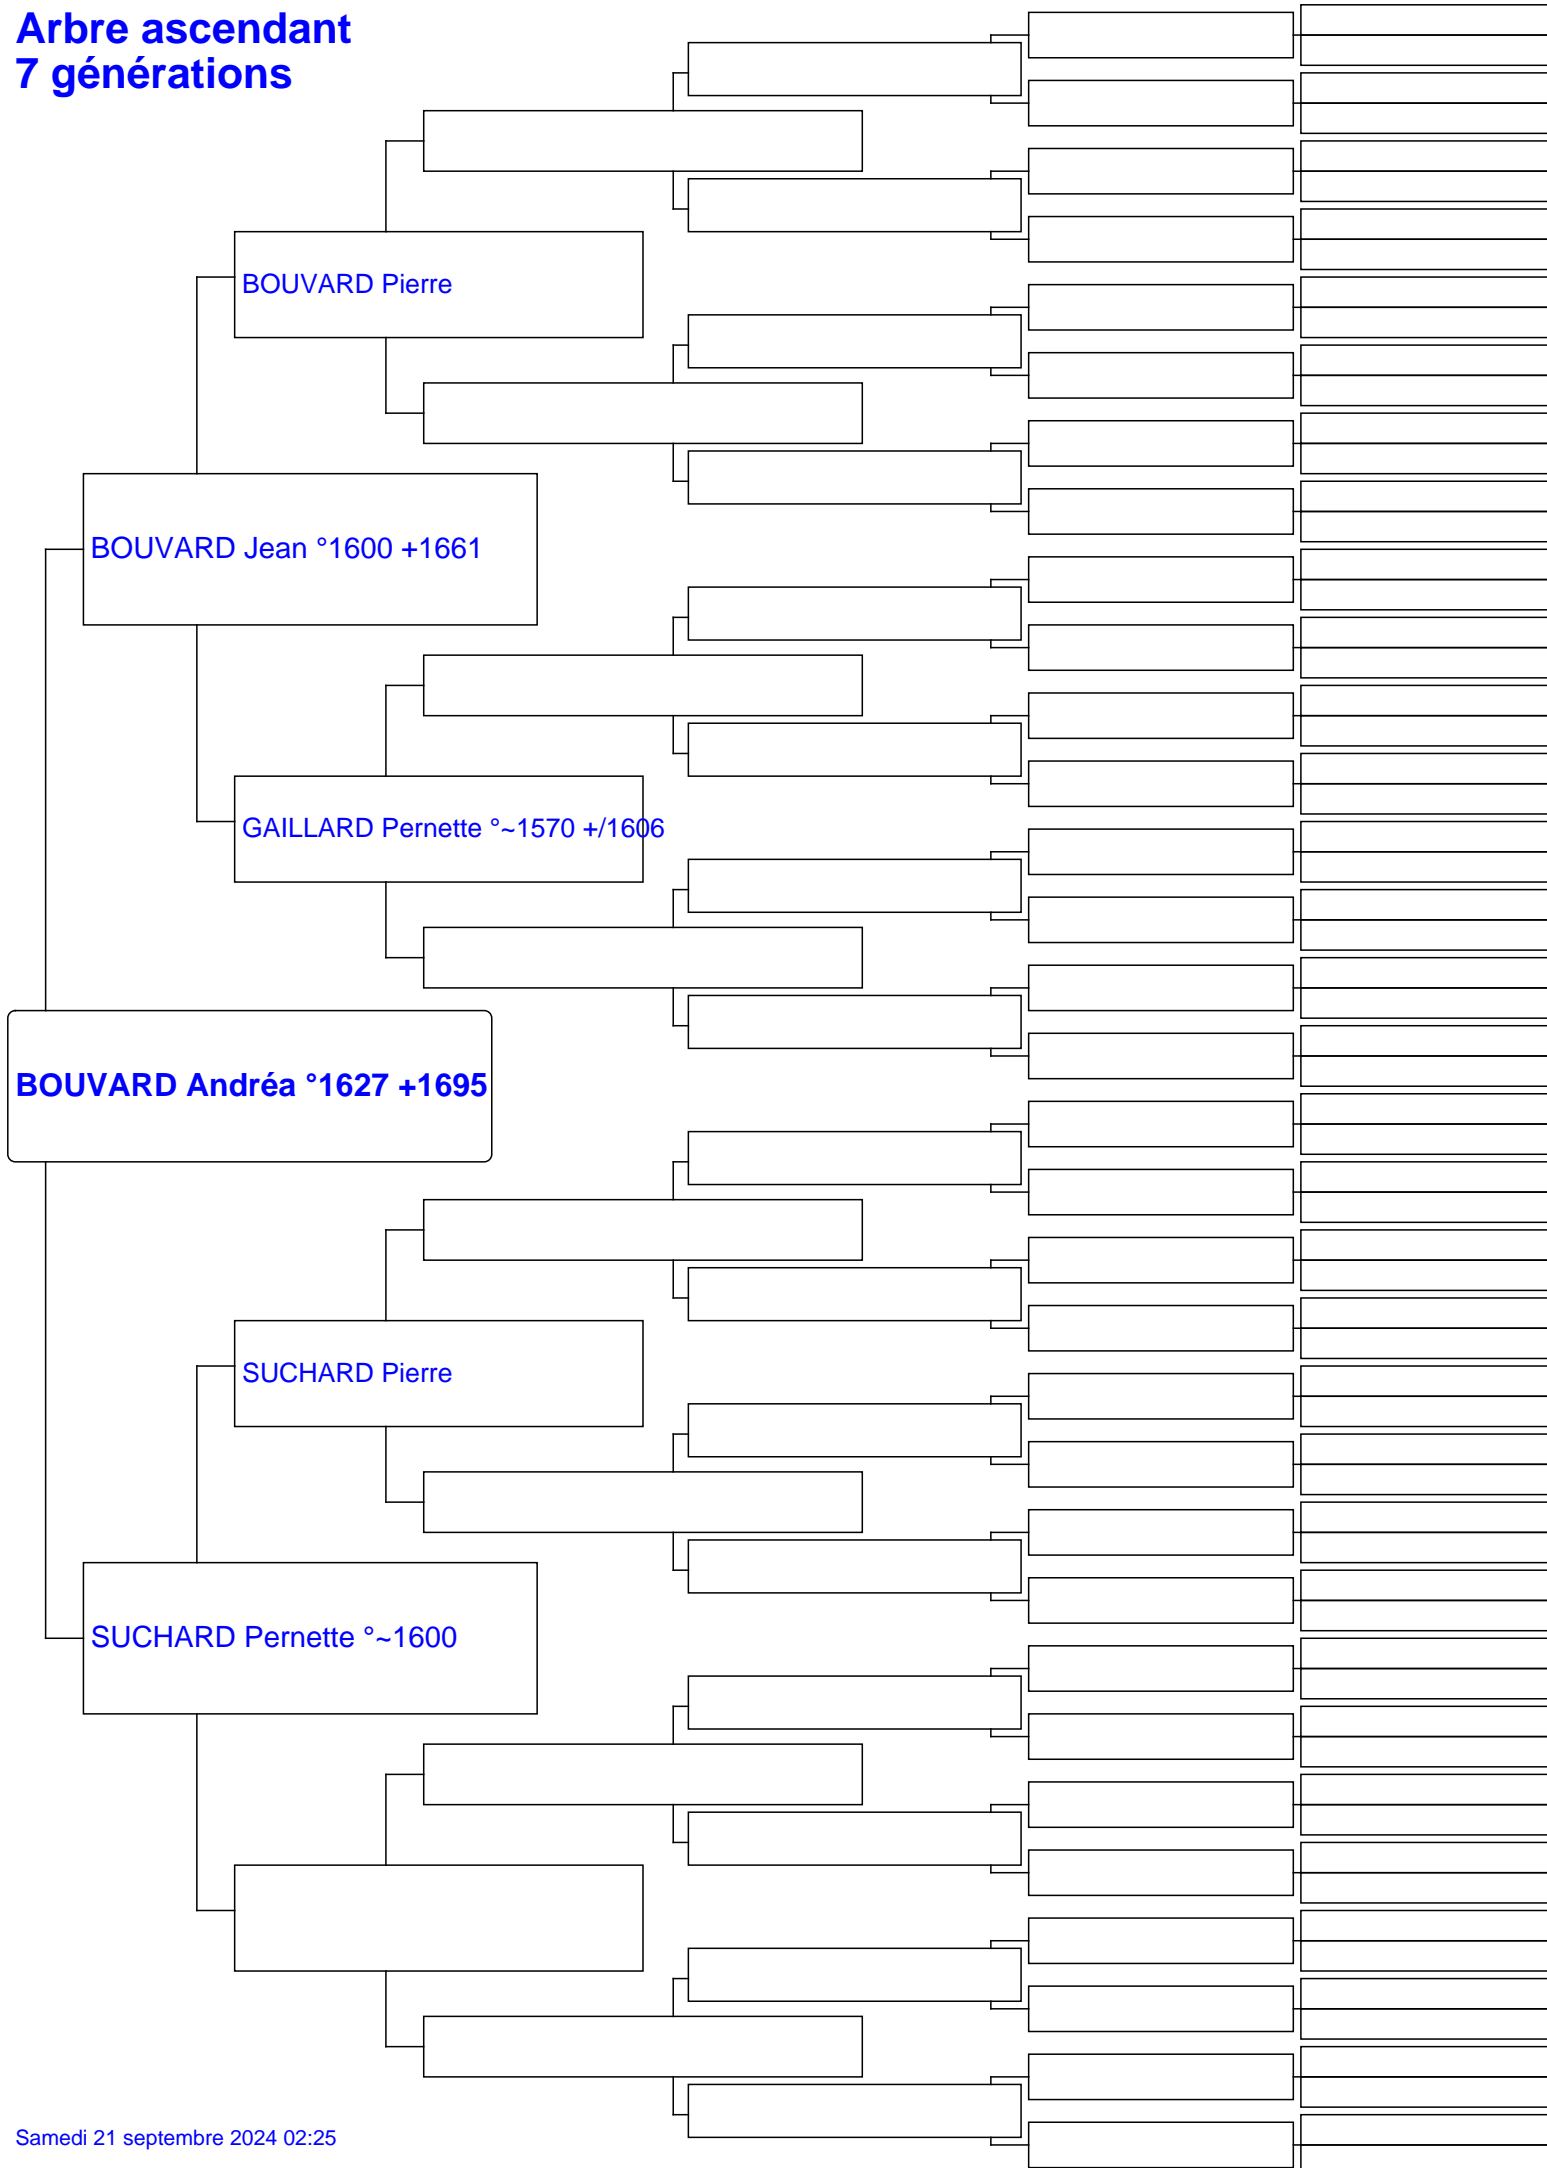 Arbre ascendant
7 générations
BOUVARD Pierre
BOUVARD Jean °1600 +1661
GAILLARD Pernette °~1570 +/1606
BOUVARD Andréa °1627 +1695
SUCHARD Pierre
SUCHARD Pernette °~1600
Samedi 21 septembre 2024 02:25